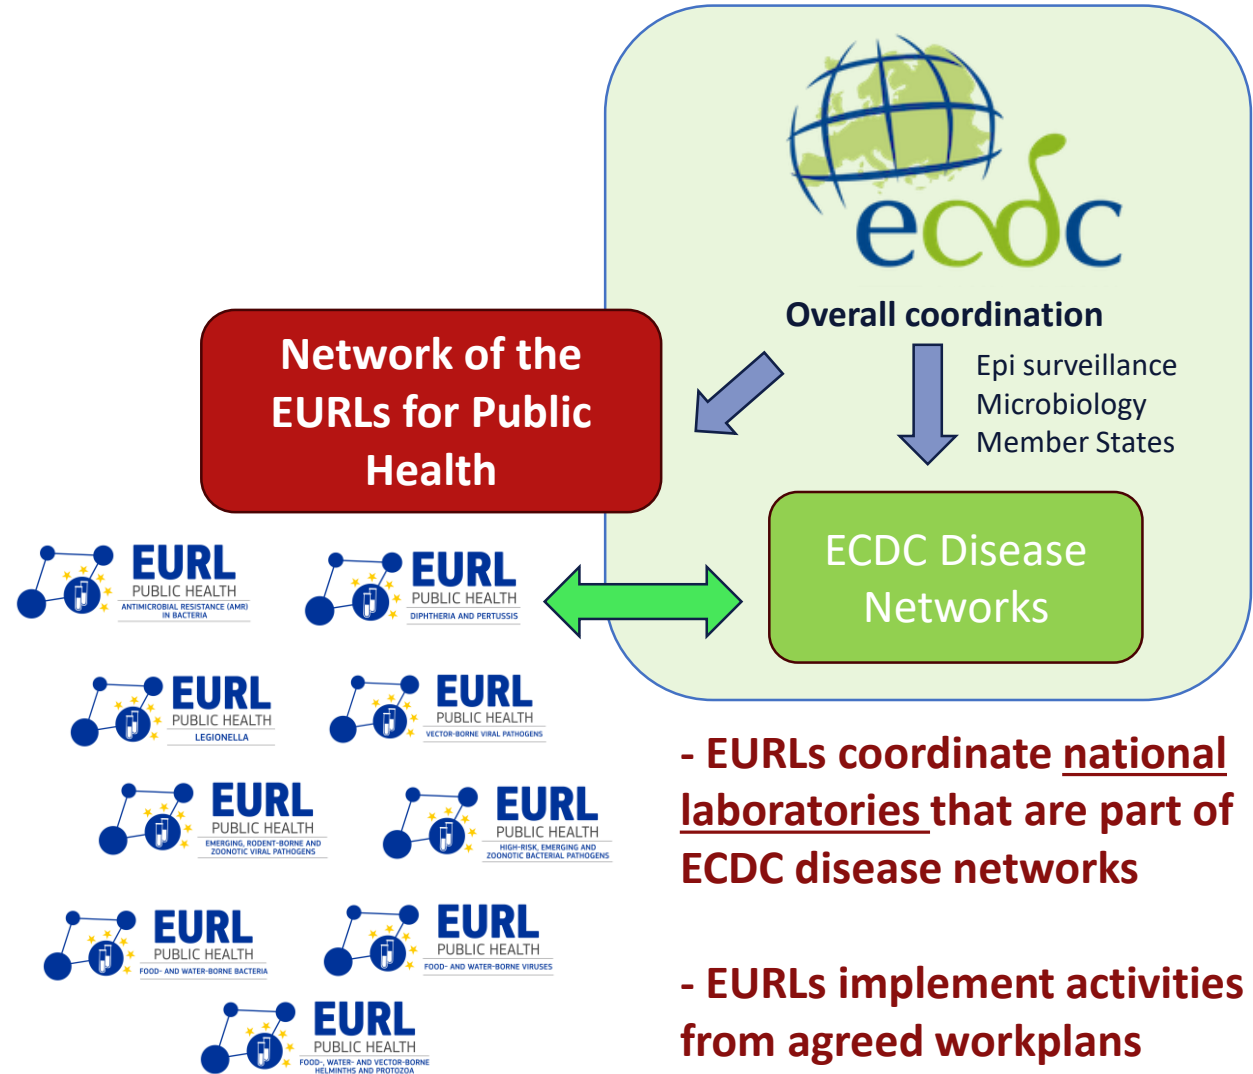 ecdc
Overall coordination
Epi surveillance
Microbiology
Member States
Network of the
EURLs for Public
Health
ECDC Disease
Networks
EURL
PUBLIC HEALTH
ANTIMICROBIAL RESISTANCE (AMR)
IN BACTERIA
EURL
PUBLIC HEALTH
DIPHTHERIA AND PERTUSSIS
EURL
PUBLIC HEALTH
LEGIONELLA
EURL
PUBLIC HEALTH
VECTOR-BORNE VIRAL PATHOGENS
EURL
PUBLIC HEALTH
EMERGING, RODENT-BORNE AND
ZOONOTIC VIRAL PATHOGENS
EURL
PUBLIC HEALTH
HIGH-RISK, EMERGING AND
ZOONOTIC BACTERIAL PATHOGENS
EURL
PUBLIC HEALTH
FOOD- AND WATER-BORNE BACTERIA
EURL
PUBLIC HEALTH
FOOD- AND WATER-BORNE VIRUSES
EURL
PUBLIC HEALTH
FOOD-, WATER- AND VECTOR-BORNE
HELMINTHS AND PROTOZOA
- EURLs coordinate national
laboratories that are part of
ECDC disease networks
- EURLs implement activities
from agreed workplans